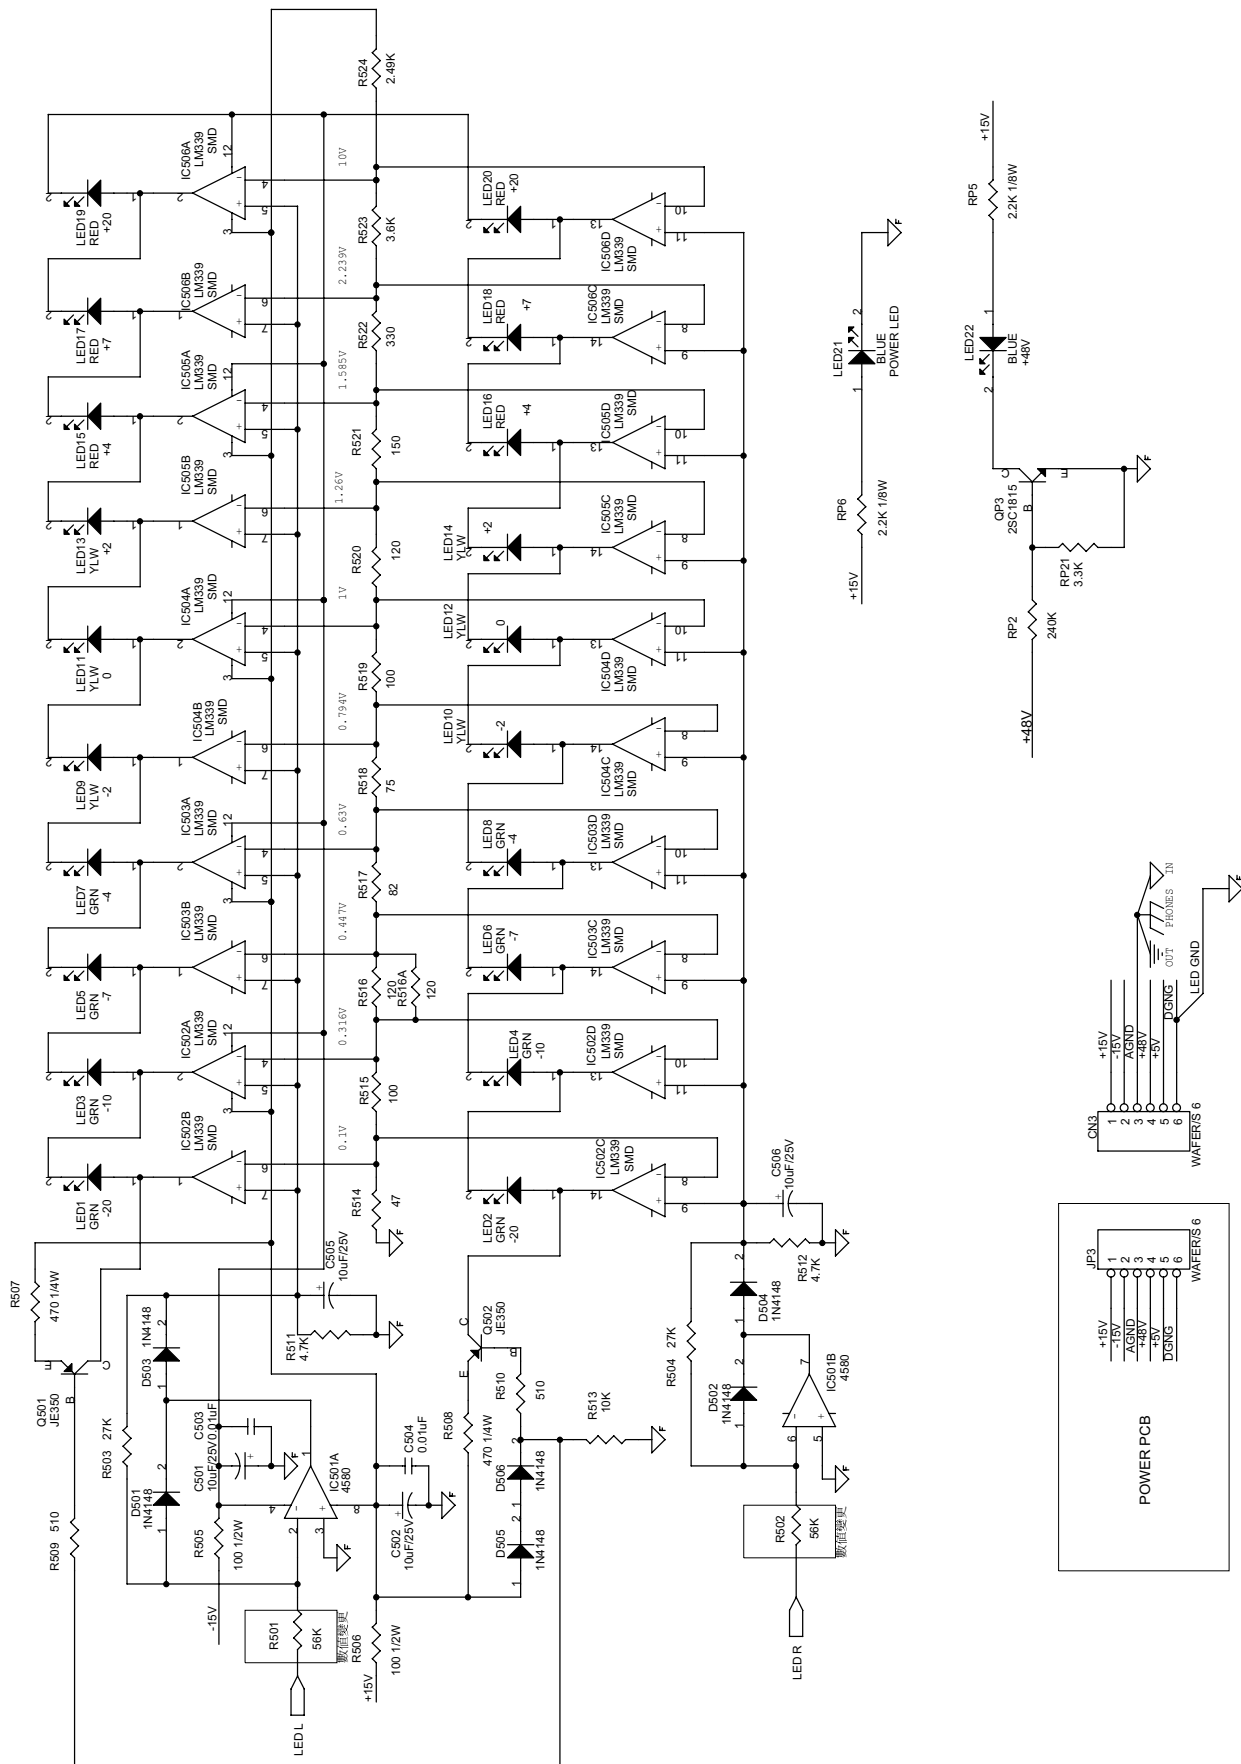 R524
2.49K
LED19
RED
+20
IC506A
LM339
SMD
10V
R523
3.6K
LED17
RED
+7
IC506B
LM339
SMD
2.239V
R522
330
LED15
RED
+4
IC505A
LM339
SMD
1.585V
R521
150
LED13
YLW
+2
IC505B
LM339
SMD
1.26V
R520
120
LED11
YLW
0
IC504A
LM339
SMD
1V
R519
100
LED9
YLW
-2
IC504B
LM339
SMD
0.794V
R518
75
LED7
GRN
-4
IC503A
LM339
SMD
0.63V
R517
82
LED5
GRN
-7
IC503B
LM339
SMD
0.447V
R516
120
R516A
120
LED3
GRN
-10
IC502A
LM339
SMD
0.316V
R515
100
LED1
GRN
-20
IC502B
LM339
SMD
0.1V
R514
47
LED20
RED
+20
IC506D
LM339
SMD
LED18
RED
+7
IC506C
LM339
SMD
LED16
RED
+4
IC505D
LM339
SMD
LED14
YLW
+2
IC505C
LM339
SMD
LED12
YLW
0
IC504D
LM339
SMD
LED10
YLW
-2
IC504C
LM339
SMD
LED8
GRN
-4
IC503D
LM339
SMD
LED6
GRN
-7
IC503C
LM339
SMD
LED4
GRN
-10
IC502D
LM339
SMD
LED2
GRN
-20
IC502C
LM339
SMD
R507
470 1/4W
Q501
JE350
B
C
E
R509 510
R503 27K
D501
1N4148
D503
1N4148
R511
4.7K
C505
10uF/25V
C501
10uF/25V
C503
0.01uF
IC501A
4580
R505
100 1/2W
-15V
R501
56K
數值變更
LED L
R506
100 1/2W
+15V
C502
10uF/25V
C504
0.01uF
R508
470 1/4W
Q502
JE350
E
C
B
R510
510
D505
1N4148
D506
1N4148
R513
10K
R504 27K
D502
1N4148
D504
1N4148
R512
4.7K
C506
10uF/25V
IC501B
4580
R502
56K
數值變更
LED R
+15V
RP6
2.2K 1/8W
LED21
BLUE
POWER LED
+15V
RP5
2.2K 1/8W
LED22
BLUE
+48V
QP3
2SC1815
C
B
E
RP21
3.3K
RP2
240K
+48V
CN3
1
2
3
4
5
6
WAFER/S 6
+15V
-15V
AGND
+48V
+5V
DGNG
LED GND
OUT
PHONES
IN
JP3
1
2
3
4
5
6
WAFER/S 6
+15V
-15V
AGND
+48V
+5V
DGNG
POWER PCB